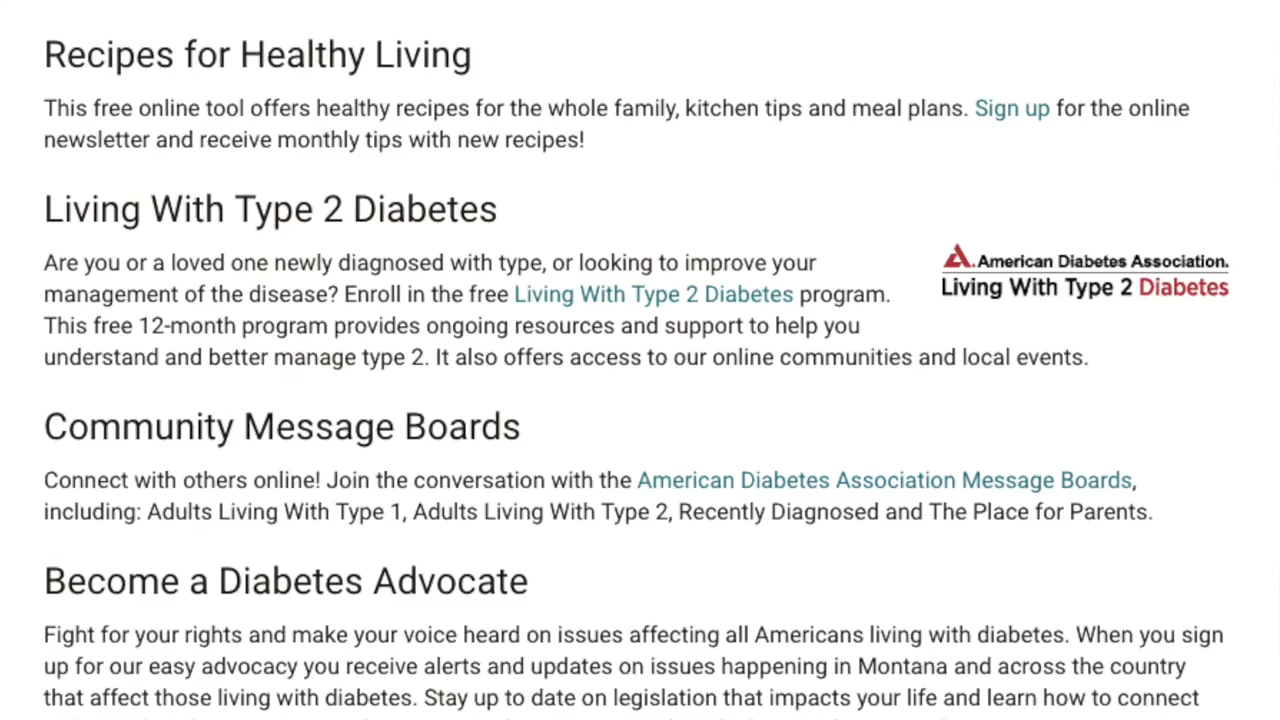 Recipes for Healthy Living
This free online tool offers healthy recipes for the whole family, kitchen tips and meal plans. Sign up for the online
newsletter and receive monthly tips with new recipes!
Living With Type 2 Diabetes
Are you or a loved one newly diagnosed with type, or looking to improve your
management of the disease? Enroll in the free Living With Type 2 Diabetes program.
This free 12-month program provides ongoing resources and support to help you
understand and better manage type 2. It also offers access to our online communities and local events.
American Diabetes Association.
Living With Type 2 Diabetes
Community Message Boards
Connect with others online! Join the conversation with the American Diabetes Association Message Boards,
including: Adults Living With Type 1, Adults Living With Type 2, Recently Diagnosed and The Place for Parents.
Become a Diabetes Advocate
Fight for your rights and make your voice heard on issues affecting all Americans living with diabetes. When you sign
up for our easy advocacy you receive alerts and updates on issues happening in Montana and across the country
that affect those living with diabetes. Stay up to date on legislation that impacts your life and learn how to connect